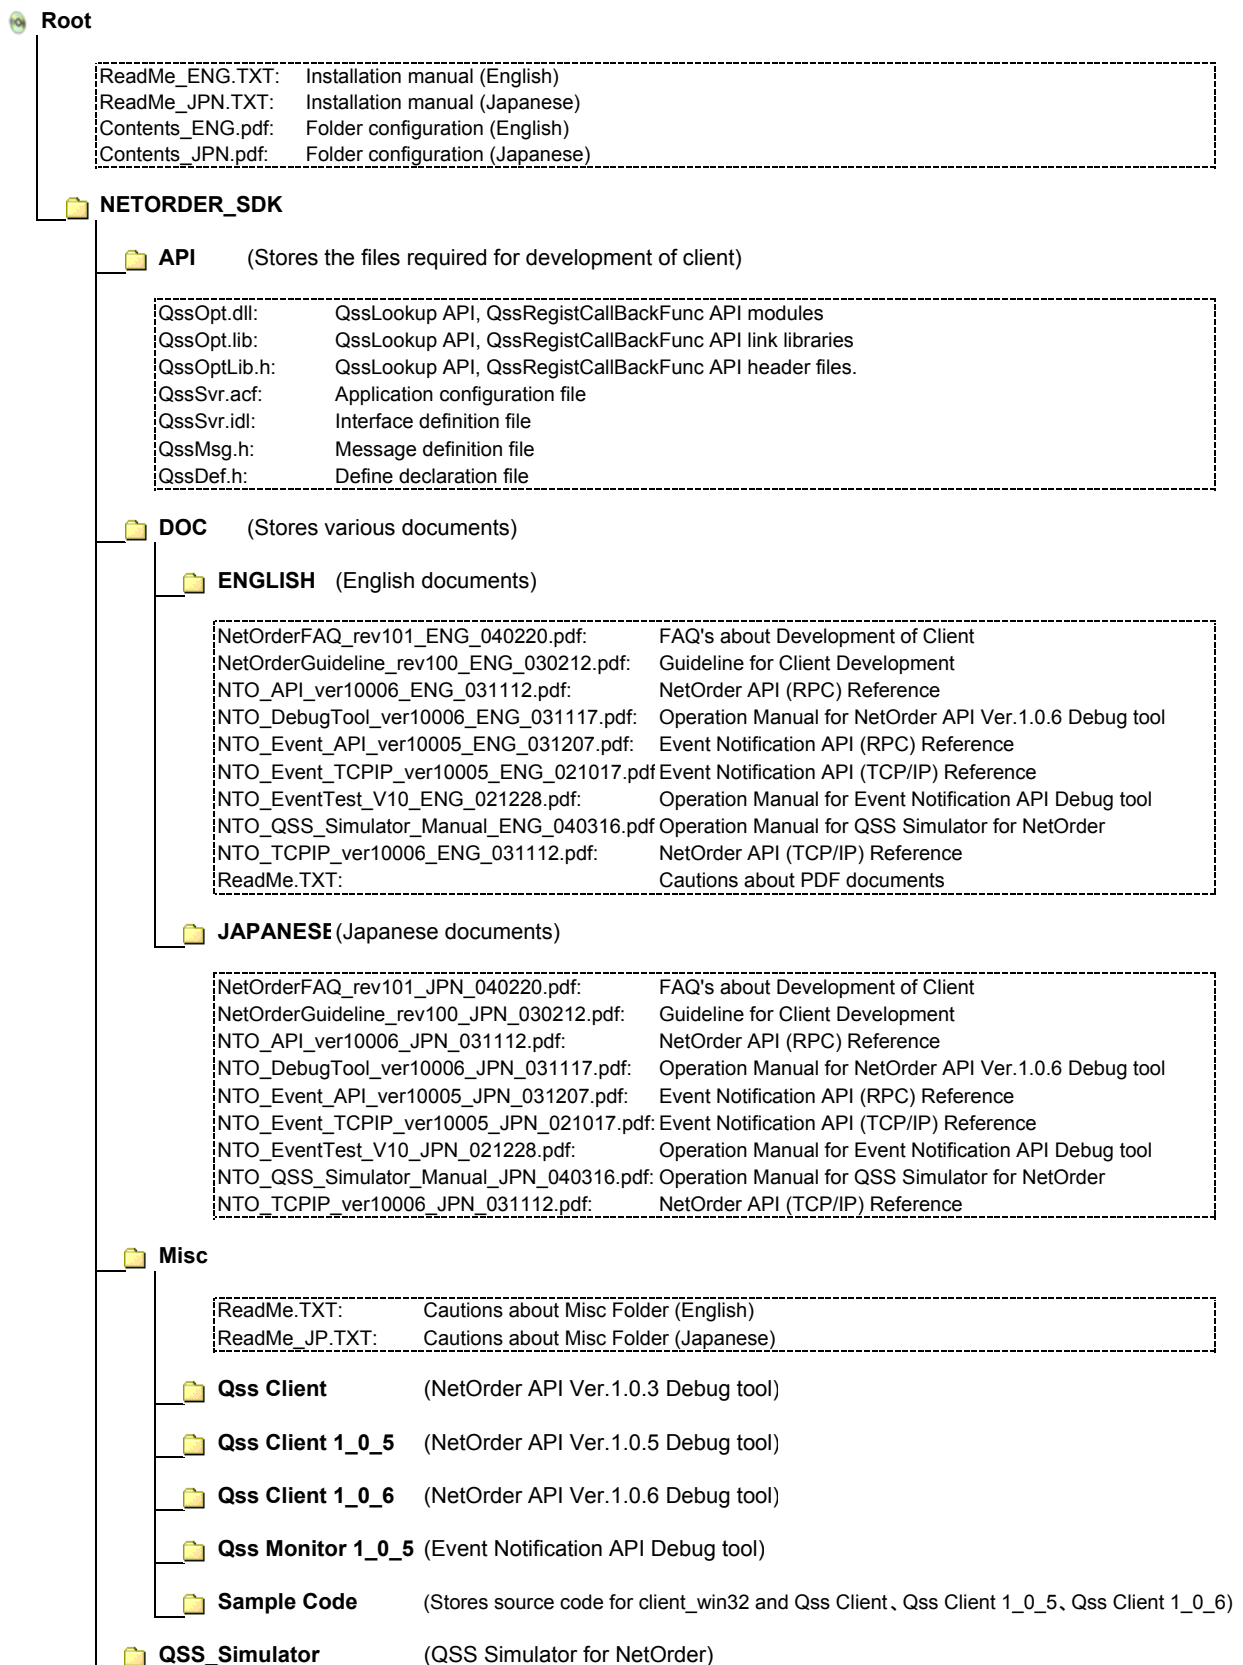 Root
ReadMe_ENG.TXT: Installation manual (English)
ReadMe_JPN.TXT: Installation manual (Japanese)
Contents_ENG.pdf: Folder configuration (English)
Contents_JPN.pdf: Folder configuration (Japanese)
NETORDER_SDK
API (Stores the files required for development of client)
QssOpt.dll: QssLookup API, QssRegistCallBackFunc API modules
QssOpt.lib: QssLookup API, QssRegistCallBackFunc API link libraries
QssOptLib.h: QssLookup API, QssRegistCallBackFunc API header files.
QssSvr.acf: Application configuration file
QssSvr.idl: Interface definition file
QssMsg.h: Message definition file
QssDef.h: Define declaration file
DOC (Stores various documents)
ENGLISH (English documents)
NetOrderFAQ_rev101_ENG_040220.pdf: FAQ's about Development of Client
NetOrderGuideline_rev100_ENG_030212.pdf: Guideline for Client Development
NTO_API_ver10006_ENG_031112.pdf: NetOrder API (RPC) Reference
NTO_DebugTool_ver10006_ENG_031117.pdf: Operation Manual for NetOrder API Ver.1.0.6 Debug tool
NTO_Event_API_ver10005_ENG_031207.pdf: Event Notification API (RPC) Reference
NTO_Event_TCPIP_ver10005_ENG_021017.pdf Event Notification API (TCP/IP) Reference
NTO_EventTest_V10_ENG_021228.pdf: Operation Manual for Event Notification API Debug tool
NTO_QSS_Simulator_Manual_ENG_040316.pdf Operation Manual for QSS Simulator for NetOrder
NTO_TCPIP_ver10006_ENG_031112.pdf: NetOrder API (TCP/IP) Reference
ReadMe.TXT: Cautions about PDF documents
JAPANESE (Japanese documents)
NetOrderFAQ_rev101_JPN_040220.pdf: FAQ's about Development of Client
NetOrderGuideline_rev100_JPN_030212.pdf: Guideline for Client Development
NTO_API_ver10006_JPN_031112.pdf: NetOrder API (RPC) Reference
NTO_DebugTool_ver10006_JPN_031117.pdf: Operation Manual for NetOrder API Ver.1.0.6 Debug tool
NTO_Event_API_ver10005_JPN_031207.pdf: Event Notification API (RPC) Reference
NTO_Event_TCPIP_ver10005_JPN_021017.pdf: Event Notification API (TCP/IP) Reference
NTO_EventTest_V10_JPN_021228.pdf: Operation Manual for Event Notification API Debug tool
NTO_QSS_Simulator_Manual_JPN_040316.pdf: Operation Manual for QSS Simulator for NetOrder
NTO_TCPIP_ver10006_JPN_031112.pdf: NetOrder API (TCP/IP) Reference
Misc
ReadMe.TXT: Cautions about Misc Folder (English)
ReadMe_JP.TXT: Cautions about Misc Folder (Japanese)
Qss Client (NetOrder API Ver.1.0.3 Debug tool)
Qss Client 1_0_5 (NetOrder API Ver.1.0.5 Debug tool)
Qss Client 1_0_6 (NetOrder API Ver.1.0.6 Debug tool)
Qss Monitor 1_0_5 (Event Notification API Debug tool)
Sample Code (Stores source code for client_win32 and Qss Client、Qss Client 1_0_5、Qss Client 1_0_6)
QSS_Simulator (QSS Simulator for NetOrder)